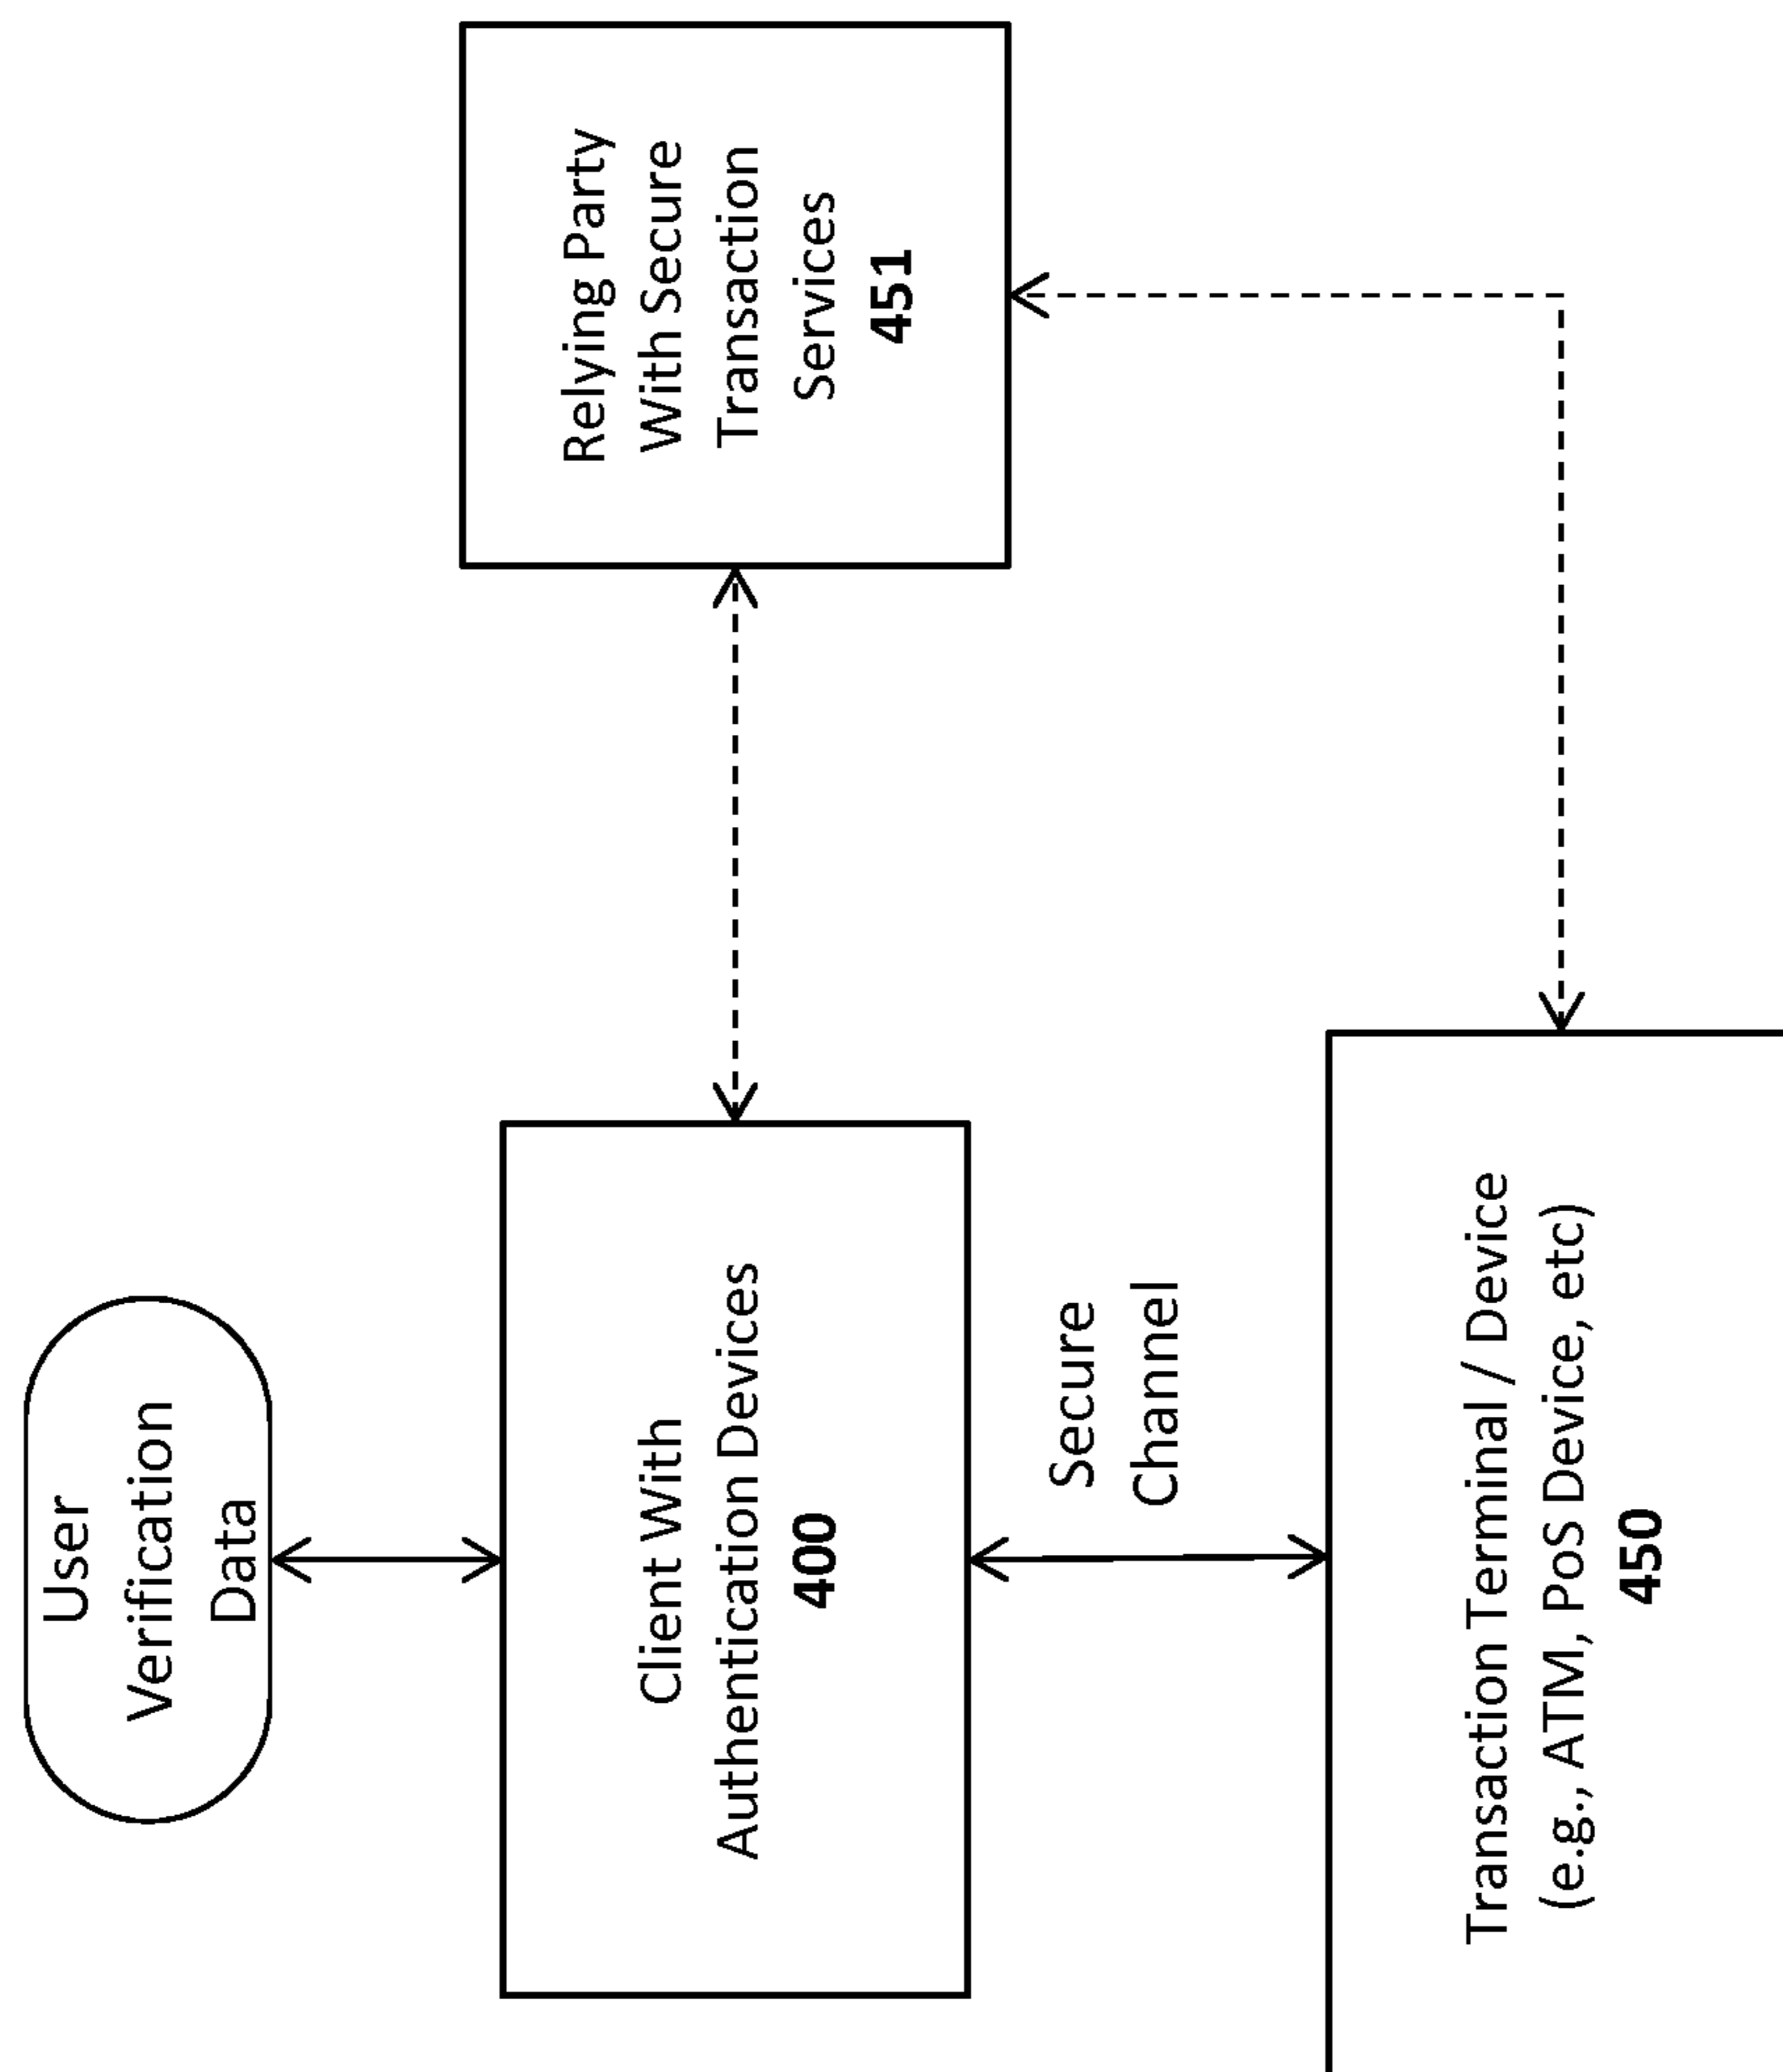 User
Verification
Data
Client With
Authentication Devices
400
Relying Party
With Secure
Transaction
Services
451
Secure
Channel
Transaction Terminal / Device
(e.g., ATM, PoS Device, etc)
450